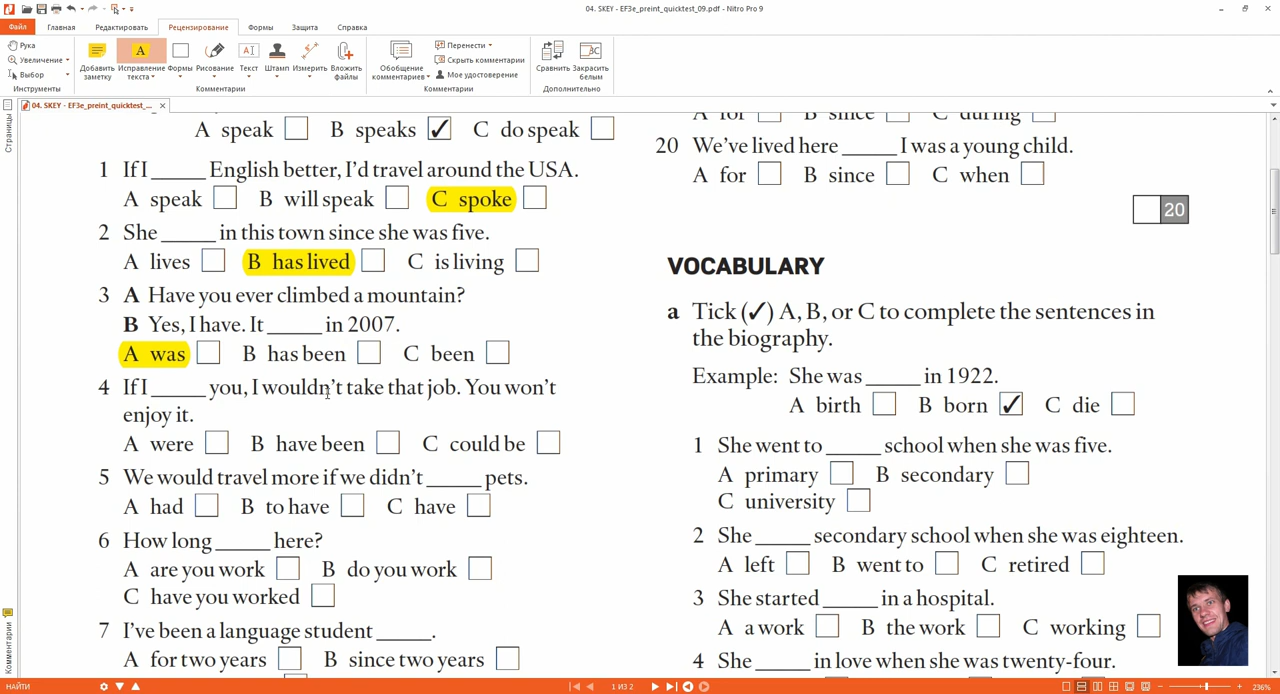 04. SKEY - EF3e_preint_quicktest_09.pdf - Nitro Pro 9
Файл Главная Редактировать Рецензирование Формы Защита Справка
Рука
Увеличение
Выбор
Инструменты
Добавить заметку
Исправление текста
Формы
Рисование
Текст
Штамп
Измерить
Вложить файлы
Комментарии
Обобщение комментариев
Перенести
Скрыть комментарии
Мое удостоверение
Комментарии
Сравнить
Закрасить белым
Дополнительно
04. SKEY - EF3e_preint_quicktest_...
Страницы
Комментарии
A speak B speaks ✓ C do speak
1 If I _____ English better, I’d travel around the USA.
A speak B will speak C spoke
2 She _____ in this town since she was five.
A lives B has lived C is living
3 A Have you ever climbed a mountain?
B Yes, I have. It _____ in 2007.
A was B has been C been
4 If I _____ you, I wouldn’t take that job. You won’t
enjoy it.
A were B have been C could be
5 We would travel more if we didn’t _____ pets.
A had B to have C have
6 How long _____ here?
A are you work B do you work
C have you worked
7 I’ve been a language student _____.
A for two years B since two years
A for B since C during
20 We’ve lived here _____ I was a young child.
A for B since C when
20
VOCABULARY
a Tick (✓) A, B, or C to complete the sentences in
the biography.
Example: She was _____ in 1922.
A birth B born ✓ C die
1 She went to _____ school when she was five.
A primary B secondary
C university
2 She _____ secondary school when she was eighteen.
A left B went to C retired
3 She started _____ in a hospital.
A a work B the work C working
4 She _____ in love when she was twenty-four.
НАЙТИ
1 ИЗ 2
236%